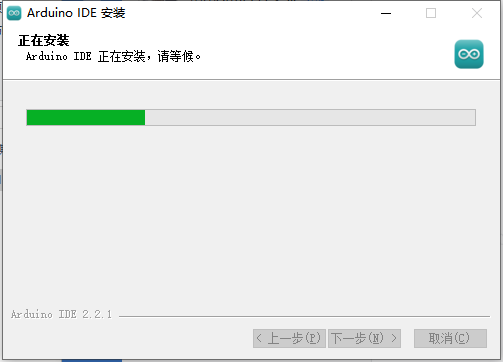 Arduino IDE 安装
正在安装
Arduino IDE 正在安装，请等候。
Arduino IDE 2.2.1
< 上一步(P) 下一步(N) > 取消(C)